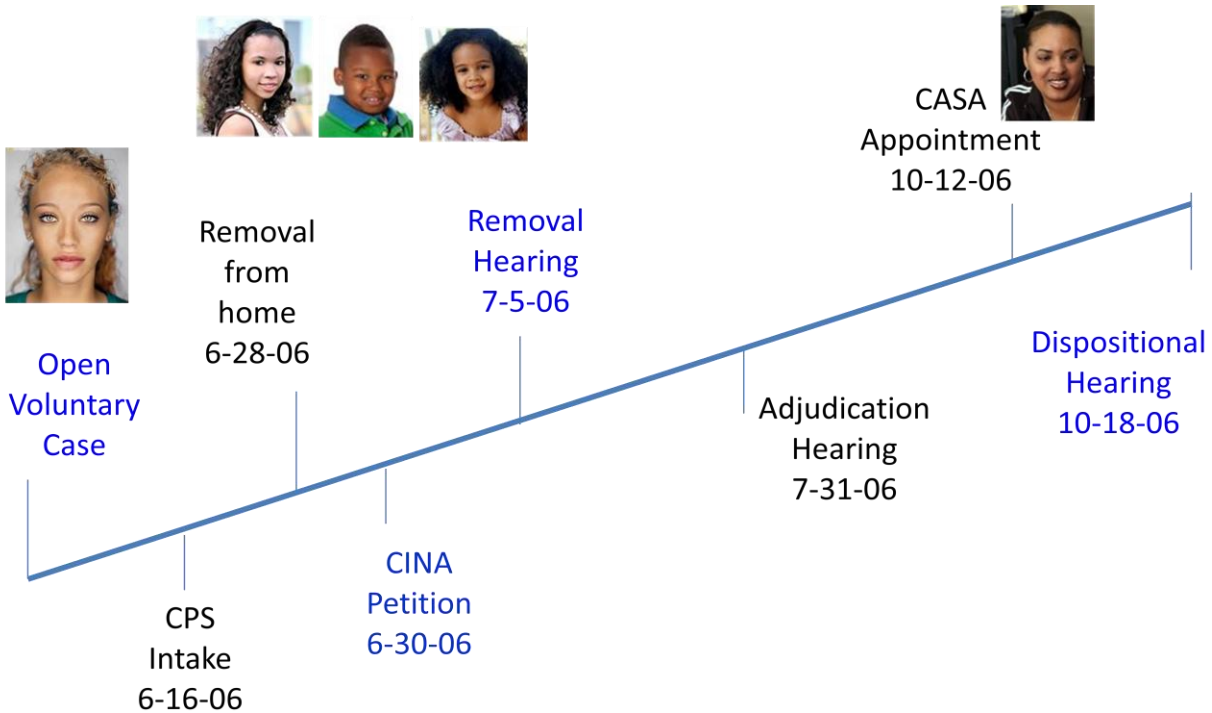 Open
Voluntary
Case
CPS
Intake
6-16-06
Removal
from
home
6-28-06
CINA
Petition
6-30-06
Removal
Hearing
7-5-06
Adjudication
Hearing
7-31-06
CASA
Appointment
10-12-06
Dispositional
Hearing
10-18-06